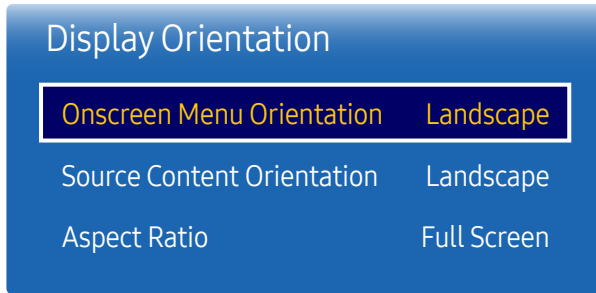 Display Orientation
Onscreen Menu Orientation Landscape
Source Content Orientation Landscape
Aspect Ratio Full Screen